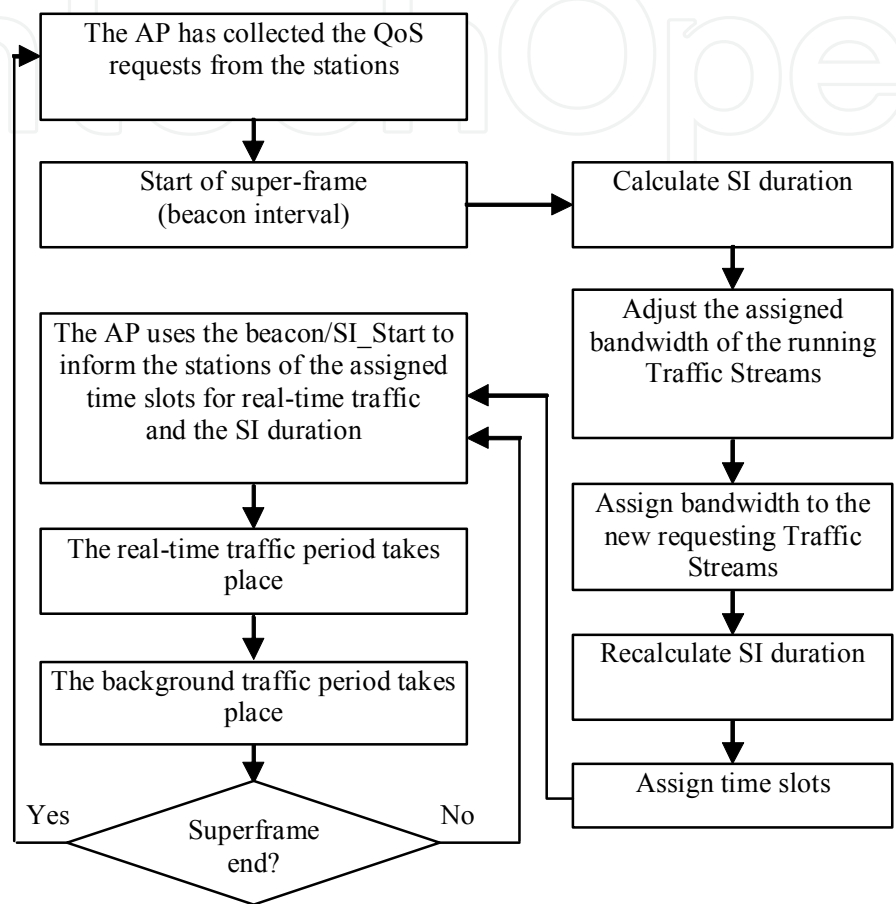 The AP has collected the QoS
requests from the stations
Start of super-frame
(beacon interval)
Calculate SI duration
Adjust the assigned
bandwidth of the running
Traffic Streams
Assign bandwidth to the
new requesting Traffic
Streams
Recalculate SI duration
Assign time slots
The AP uses the beacon/SI_Start to
inform the stations of the assigned
time slots for real-time traffic
and the SI duration
The real-time traffic period takes
place
The background traffic period takes
place
Yes
Superframe
end?
No